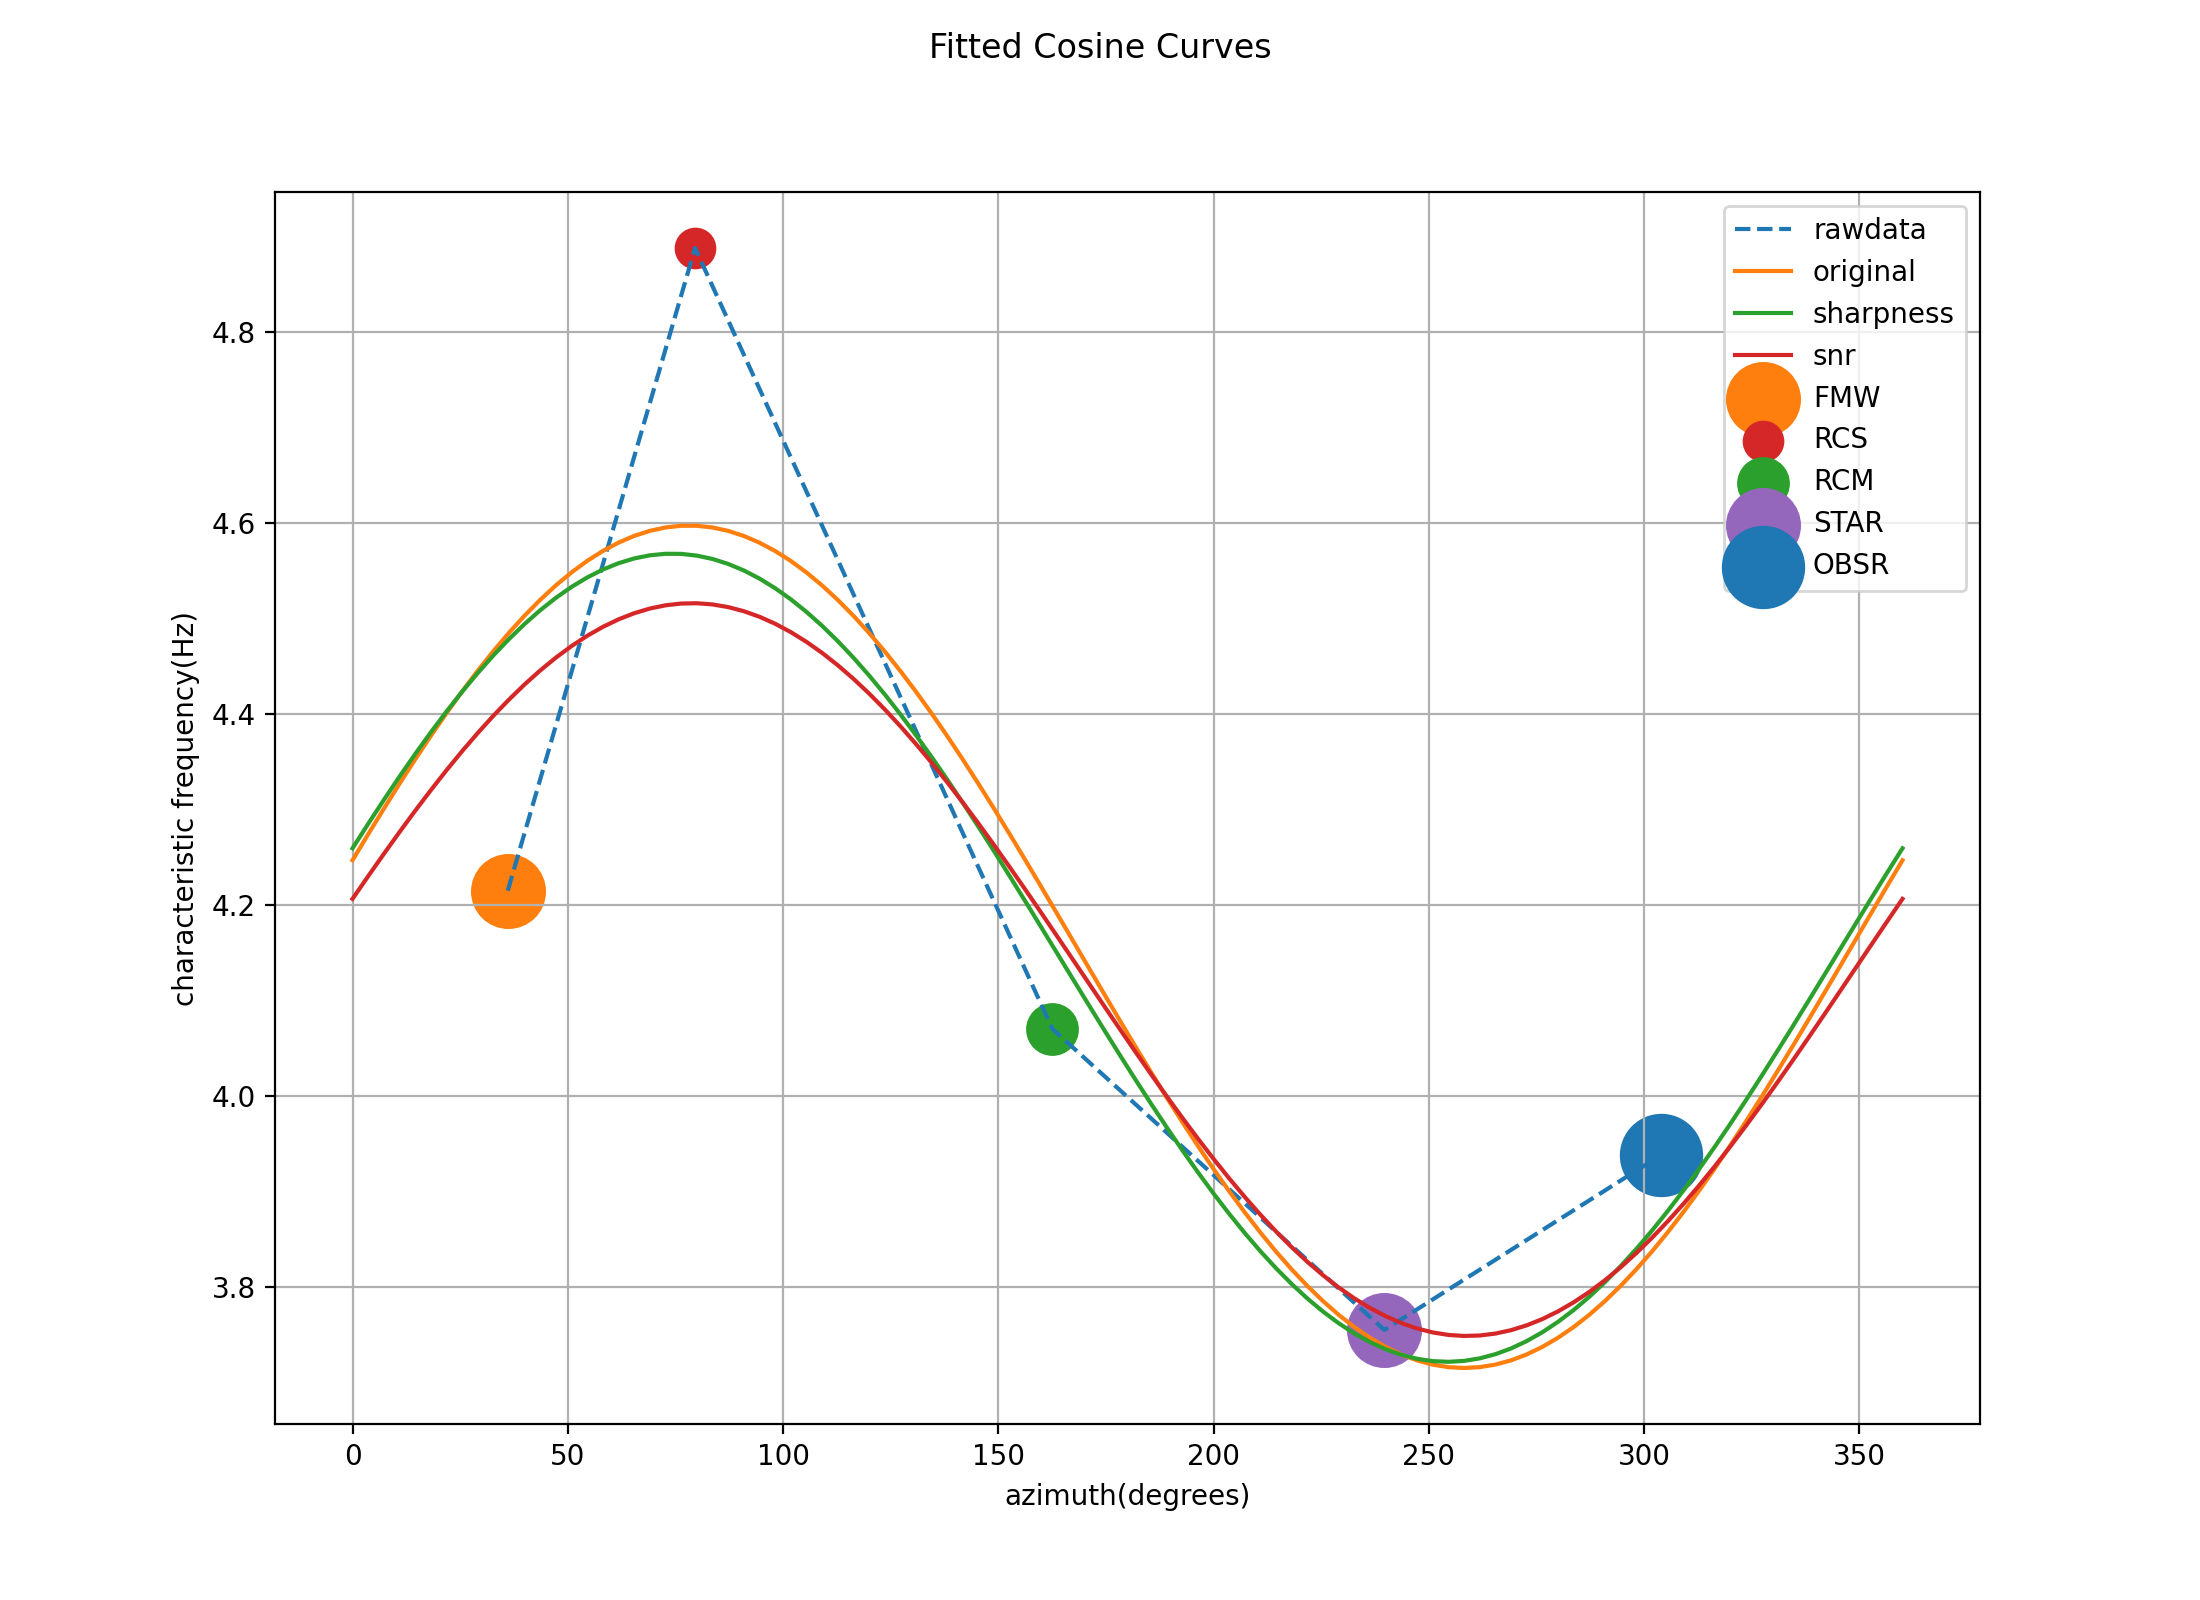 Fitted Cosine Curves
rawdata
original
sharpness
snr
FMW
RCS
RCM
STAR
OBSR
characteristic frequency(Hz)
4.8
4.6
4.4
4.2
4.0
3.8
0 50 100 150 200 250 300 350
azimuth(degrees)